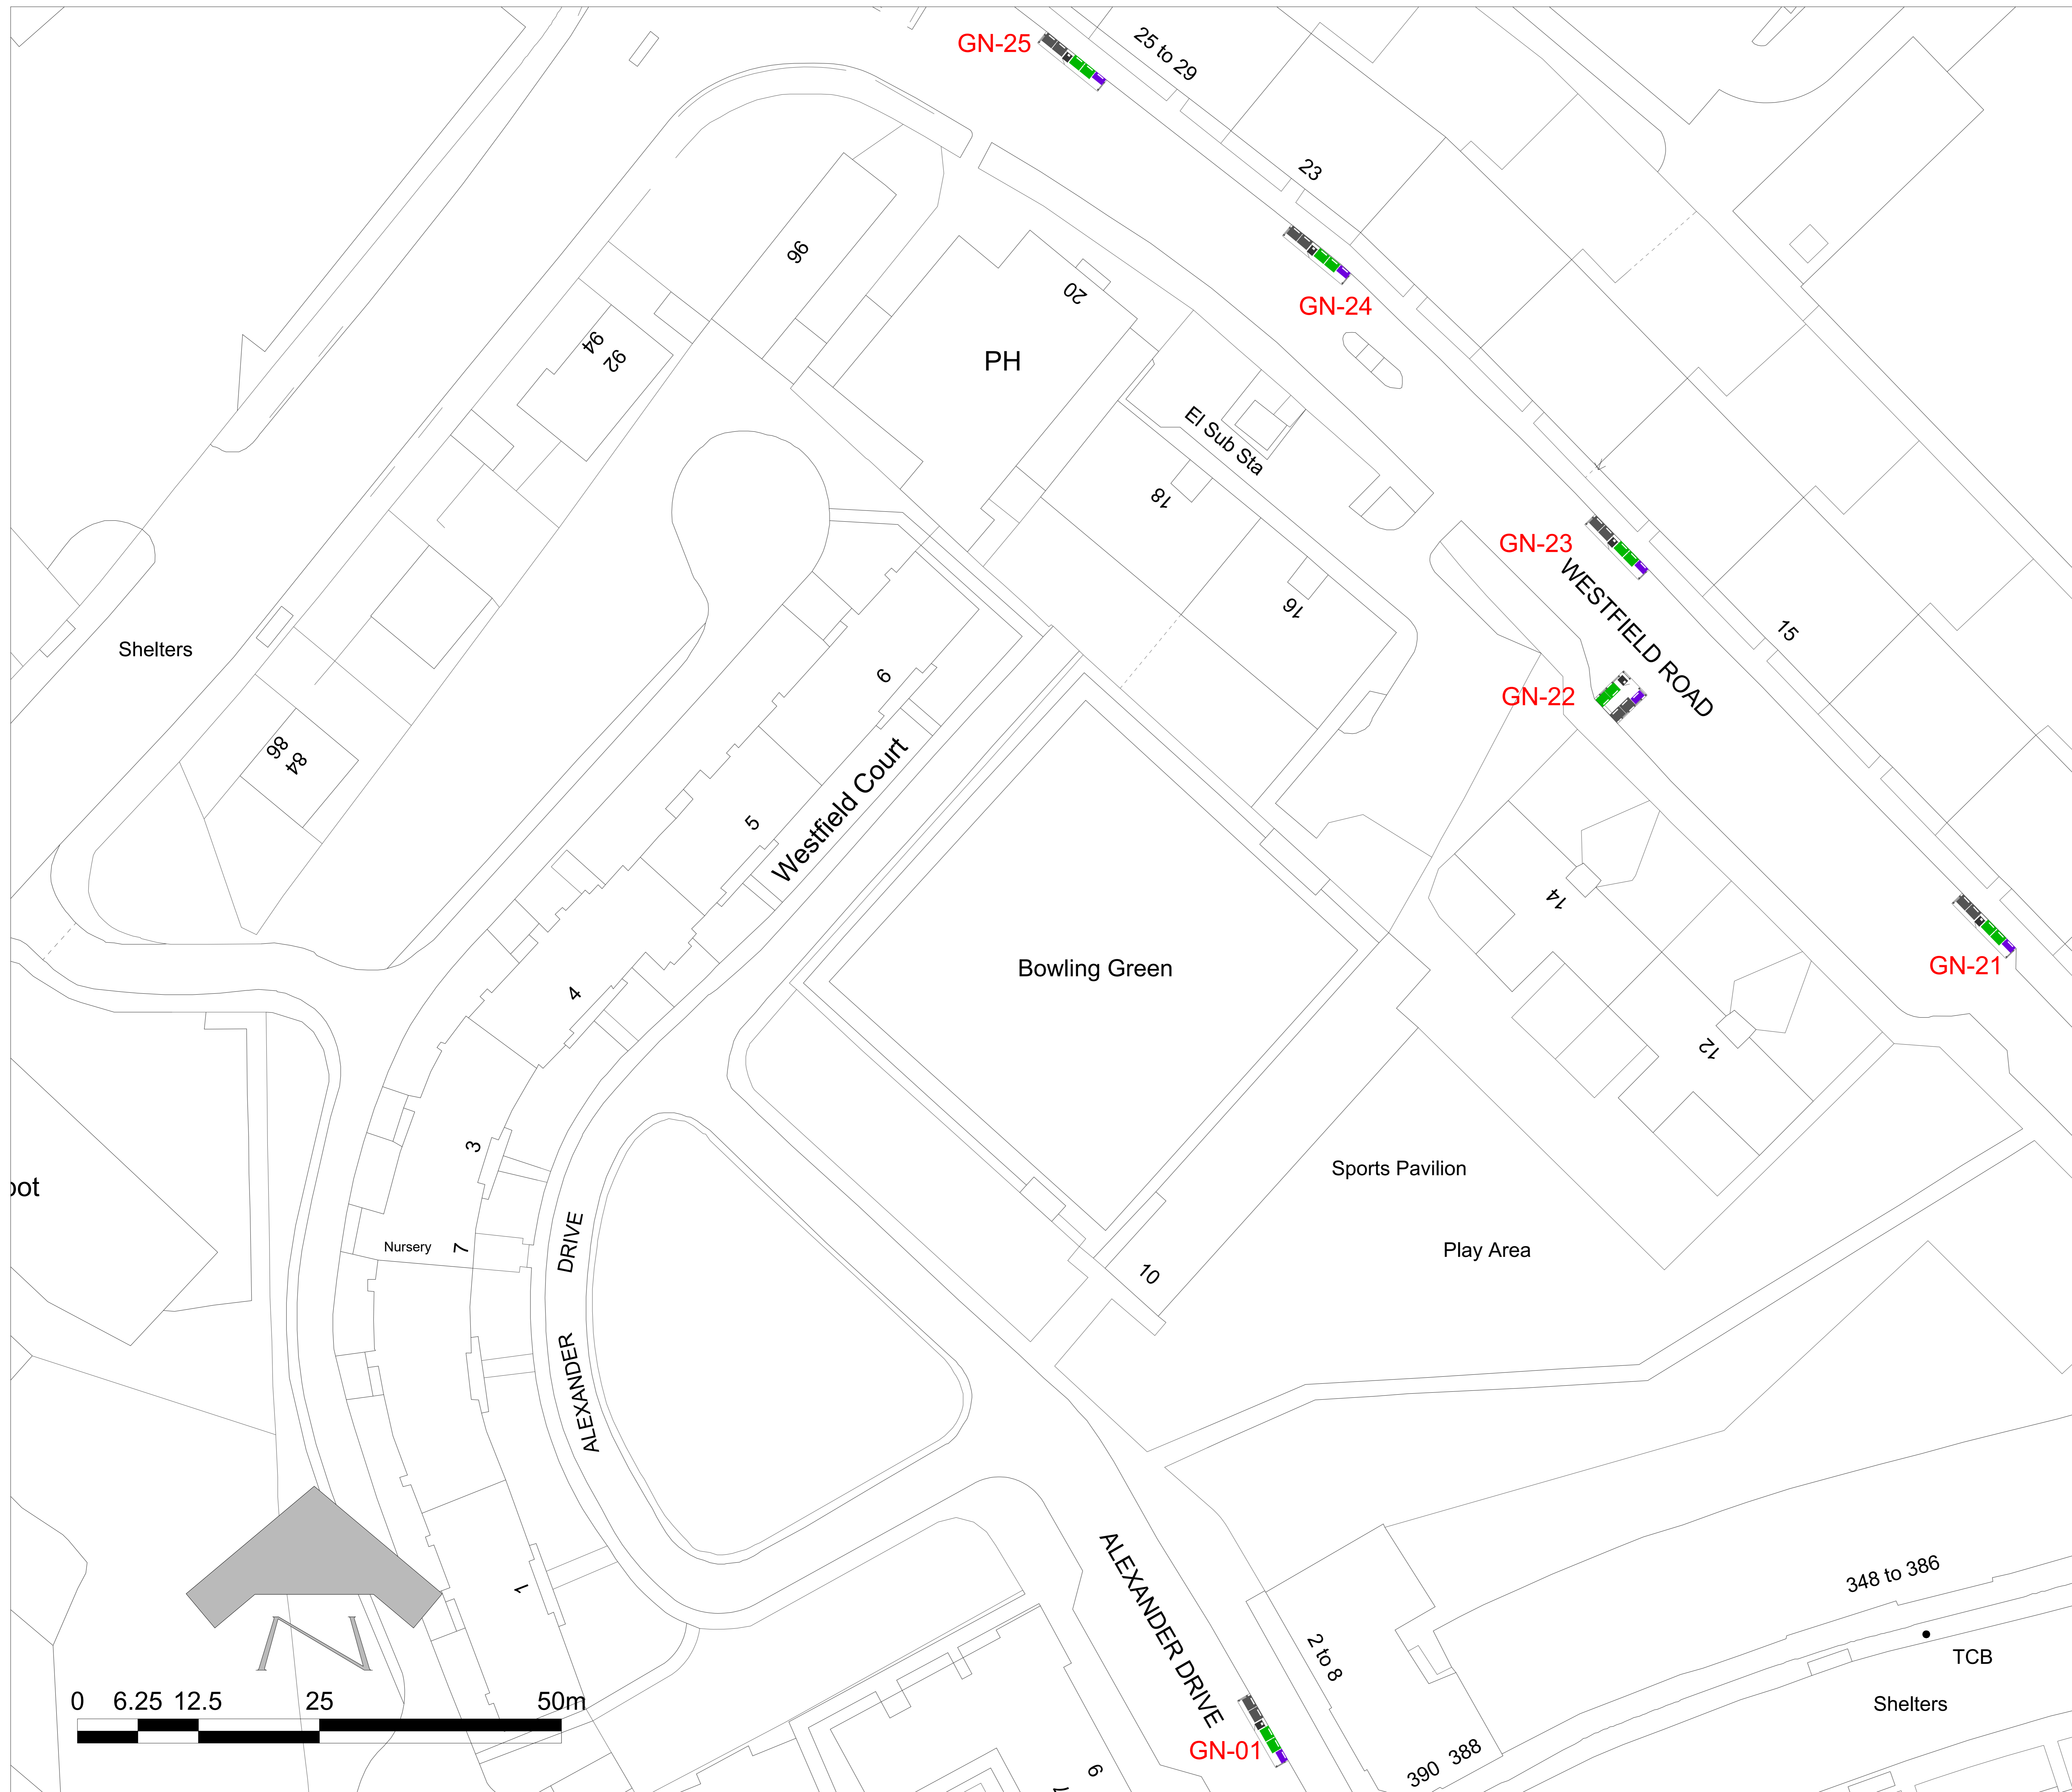 GN-25
25 to 29
23
GN-24
96
20
PH
94
92
El Sub Sta
18
16
GN-23
WESTFIELD ROAD
15
GN-22
Shelters
86
84
6
5
Westfield Court
14
GN-21
Bowling Green
4
12
3
Sports Pavilion
Nursery
7
DRIVE
Play Area
10
ALEXANDER
1
ALEXANDER DRIVE
2 to 8
348 to 386
TCB
Shelters
N
0 6.25 12.5 25 50m
GN-01
390 388